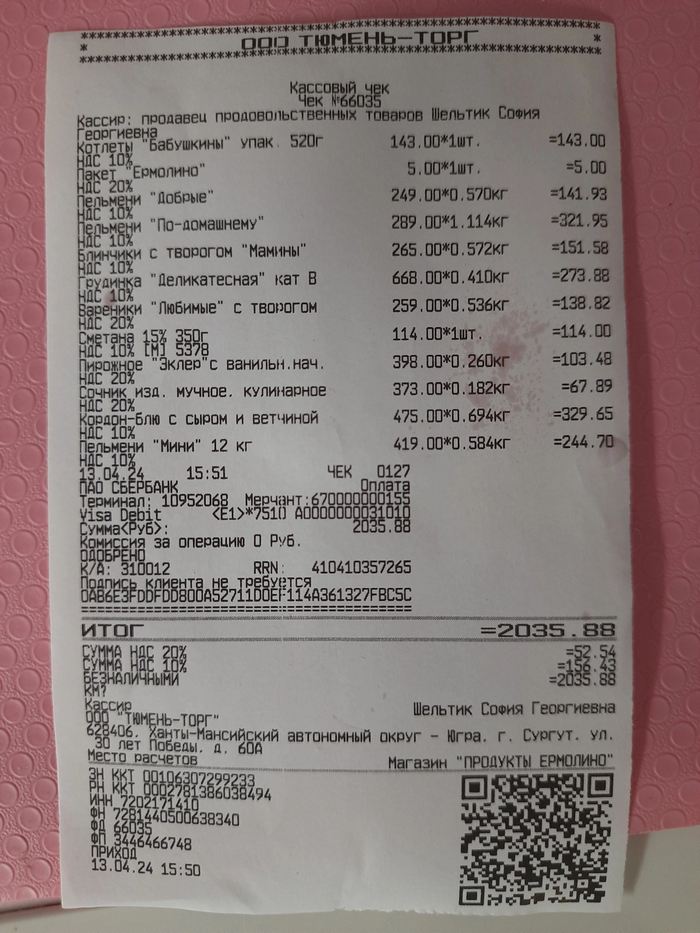 **************************************************
* ООО ТЮМЕНЬ-ТОРГ *
**************************************************
Кассовый чек
Чек №66035
Кассир: продавец продовольственных товаров Шельтик София
Георгиевна
Котлеты "Бабушкины" упак. 520г 143.00*1шт. =143.00
НДС 10%
Пакет "Ермолино" 5.00*1шт. =5.00
НДС 20%
Пельмени "Добрые" 249.00*0.570кг =141.93
НДС 10%
Пельмени "По-домашнему" 289.00*1.114кг =321.95
НДС 10%
Блинчики с творогом "Мамины" 265.00*0.572кг =151.58
НДС 10%
Грудинка "Деликатесная" кат В 668.00*0.410кг =273.88
НДС 10%
Вареники "Любимые" с творогом 259.00*0.536кг =138.82
НДС 20%
Сметана 15% 350г 114.00*1шт. =114.00
НДС 10% [М] 5378
Пирожное "Эклер"с ванильн.нач. 398.00*0.260кг =103.48
НДС 20%
Сочник изд. мучное. кулинарное 373.00*0.182кг =67.89
НДС 20%
Кордон-блю с сыром и ветчиной 475.00*0.694кг =329.65
НДС 10%
Пельмени "Мини" 12 кг 419.00*0.584кг =244.70
НДС 10%
13.04.24 15:51 ЧЕК 0127
ПАО СБЕРБАНК Оплата
Терминал: 10952068 Мерчант:670000000155
Visa Debit <E1>*7510 A0000000031010
Сумма<Руб>: 2035.88
Комиссия за операцию 0 Руб.
ОДОБРЕНО
К/А: 310012 RRN: 410410357265
Подпись клиента не требуется
0AB6E3FDDFDD800A52711D0EF114A361327FBC5C
========================================
ИТОГ =2035.88
СУММА НДС 20% =52.54
СУММА НДС 10% =156.43
БЕЗНАЛИЧНЫМИ =2035.88
КМ?
Кассир Шельтик София Георгиевна
ООО "ТЮМЕНЬ-ТОРГ"
628406. Ханты-Мансийский автономный округ - Югра. г. Сургут. ул.
30 лет Победы. д. 60А
Место расчетов Магазин "ПРОДУКТЫ ЕРМОЛИНО"
ЗН ККТ 00106307299233
РН ККТ 0002781386038494
ИНН 7202171410
ФН 7281440500638340
ФД 66035
ФП 3446466748
ПРИХОД
13.04.24 15:50